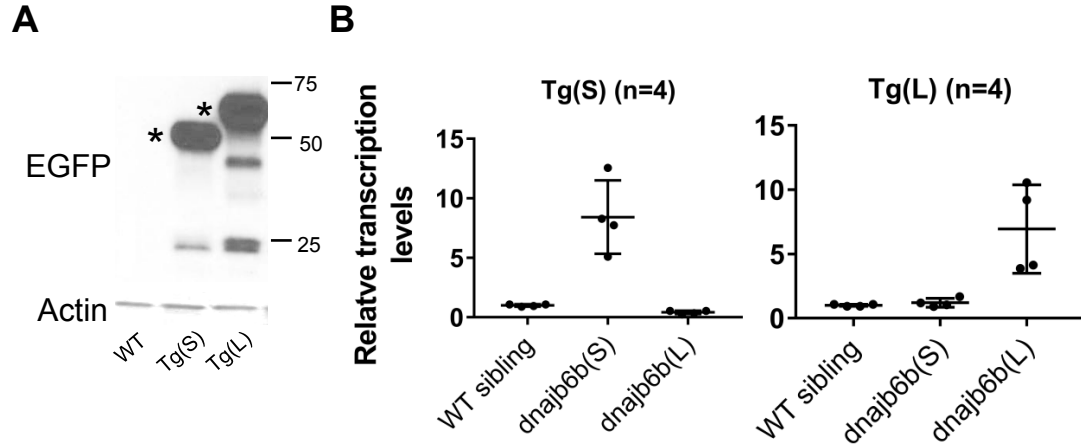 A
B
*
*
75
50
25
EGFP
Actin
WT
Tg(S)
Tg(L)
Relatve transcription
levels
Tg(S) (n=4)
15
10
5
0
WT sibling
dnajb6b(S)
dnajb6b(L)
Tg(L) (n=4)
15
10
5
0
WT sibling
dnajb6b(S)
dnajb6b(L)